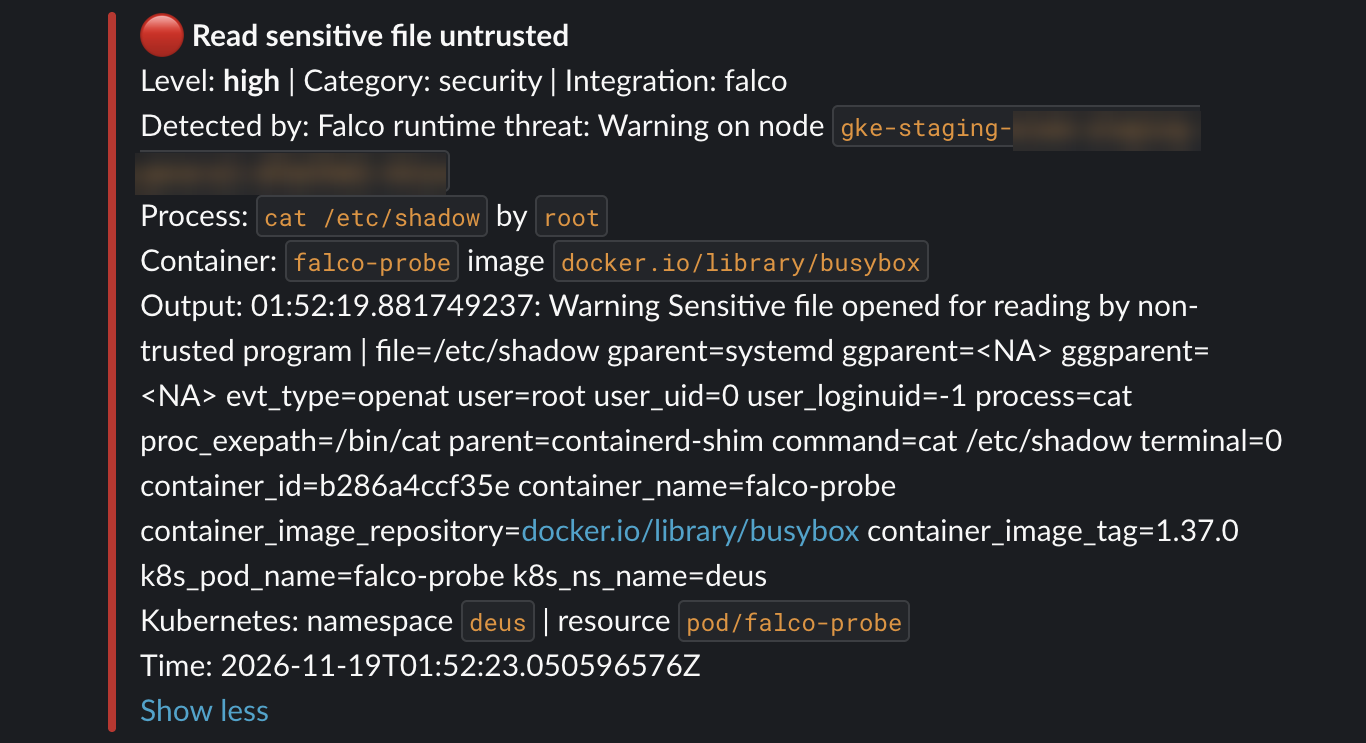 Read sensitive file untrusted
Level: high | Category: security | Integration: falco
Detected by: Falco runtime threat: Warning on node gke-staging-
Process: cat /etc/shadow by root
Container: falco-probe image docker.io/library/busybox
Output: 01:52:19.881749237: Warning Sensitive file opened for reading by non-
trusted program | file=/etc/shadow gparent=systemd ggparent=<NA> gggparent=
<NA> evt_type=openat user=root user_uid=0 user_loginuid=-1 process=cat
proc_exepath=/bin/cat parent=containerd-shim command=cat /etc/shadow terminal=0
container_id=b286a4ccf35e container_name=falco-probe
container_image_repository=docker.io/library/busybox container_image_tag=1.37.0
k8s_pod_name=falco-probe k8s_ns_name=deus
Kubernetes: namespace deus | resource pod/falco-probe
Time: 2026-11-19T01:52:23.050596576Z
Show less